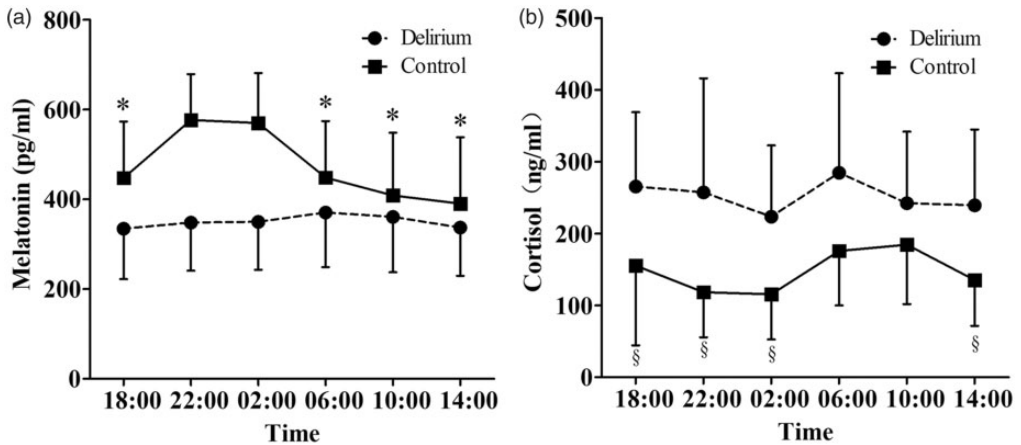 (a)
800
600
400
200
0
Melatonin (pg/ml)
Delirium
Control
* * * *
18:00 22:00 02:00 06:00 10:00 14:00
Time
(b)
500
400
300
200
100
0
Cortisol (ng/ml)
Delirium
Control
§ § § §
18:00 22:00 02:00 06:00 10:00 14:00
Time